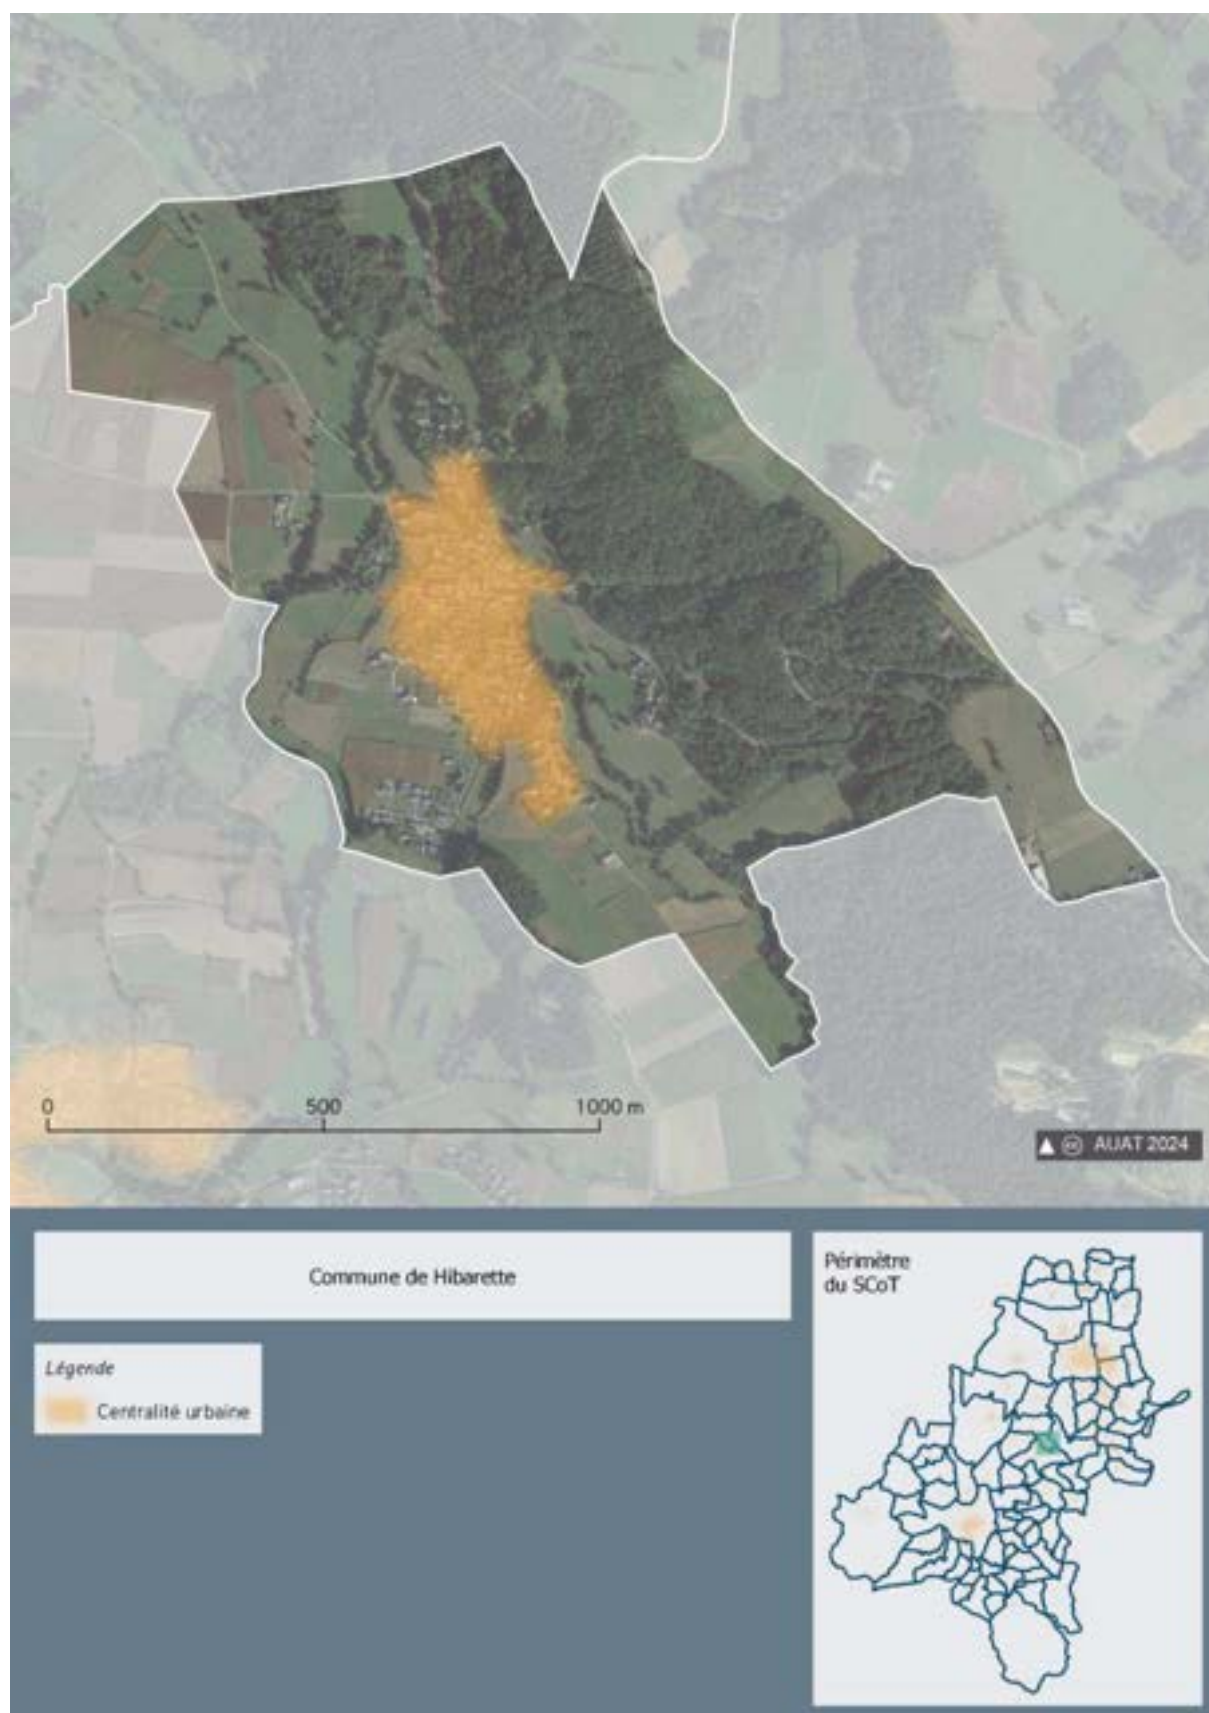 0 500 1000 m
AUAT 2024
Commune de Hibarette
Périmètre
du SCoT
Légende
Centralité urbaine